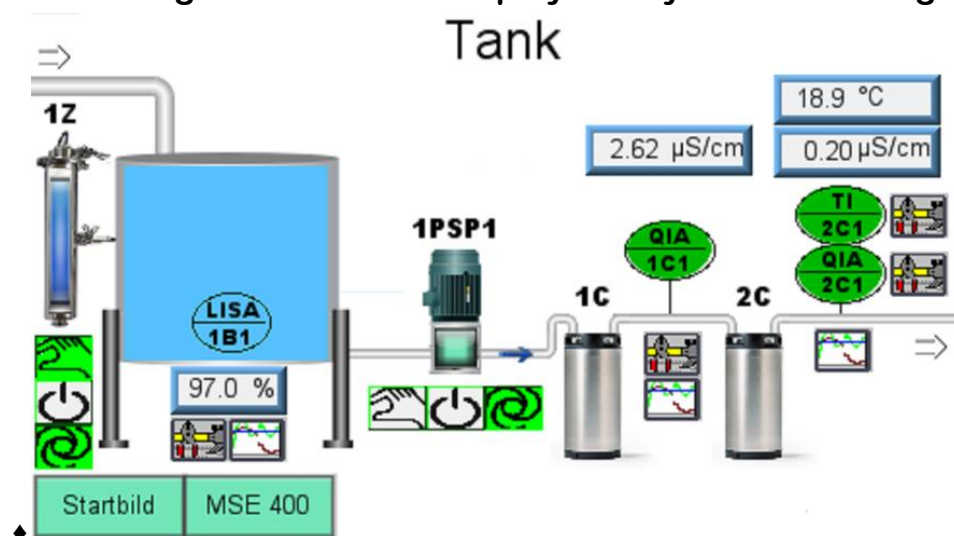 Tank
18.9 °C
1Z
2.62 µS/cm
0.20 µS/cm
TI
2C1
1PSP1
QIA
1C1
QIA
2C1
1C
2C
LISA
1B1
97.0 %
Startbild
MSE 400